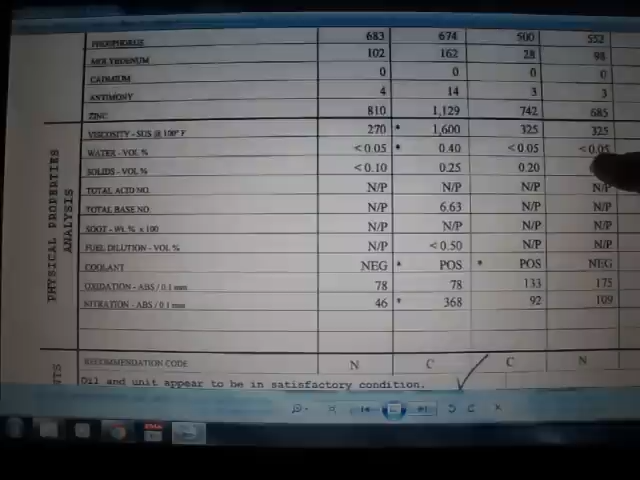 PHOSPHORUS 683 674 500 552
MOLYBDENUM 102 162 28 98
CADMIUM 0 0 0 0
ANTIMONY 4 14 3 3
ZINC 810 1,129 742 685
PHYSICAL PROPERTIES ANALYSIS
VISCOSITY - SUS @ 100° F 270 * 1,600 325 325
WATER - VOL % <0.05 * 0.40 <0.05 <0.05
SOLIDS - VOL % <0.10 0.25 0.20
TOTAL ACID NO. N/P N/P N/P N/P
TOTAL BASE NO N/P 6.63 N/P N/P
SOOT - Wt. % x 100 N/P N/P N/P N/P
FUEL DILUTION - VOL % N/P <0.50 N/P N/P
COOLANT NEG * POS * POS NEG
OXIDATION - ABS / 0.1 mm 78 78 133 175
NITRATION - ABS / 0.1 mm 46 * 368 92 109
RECOMMENDATION CODE N C C N
Oil and unit appear to be in satisfactory condition.